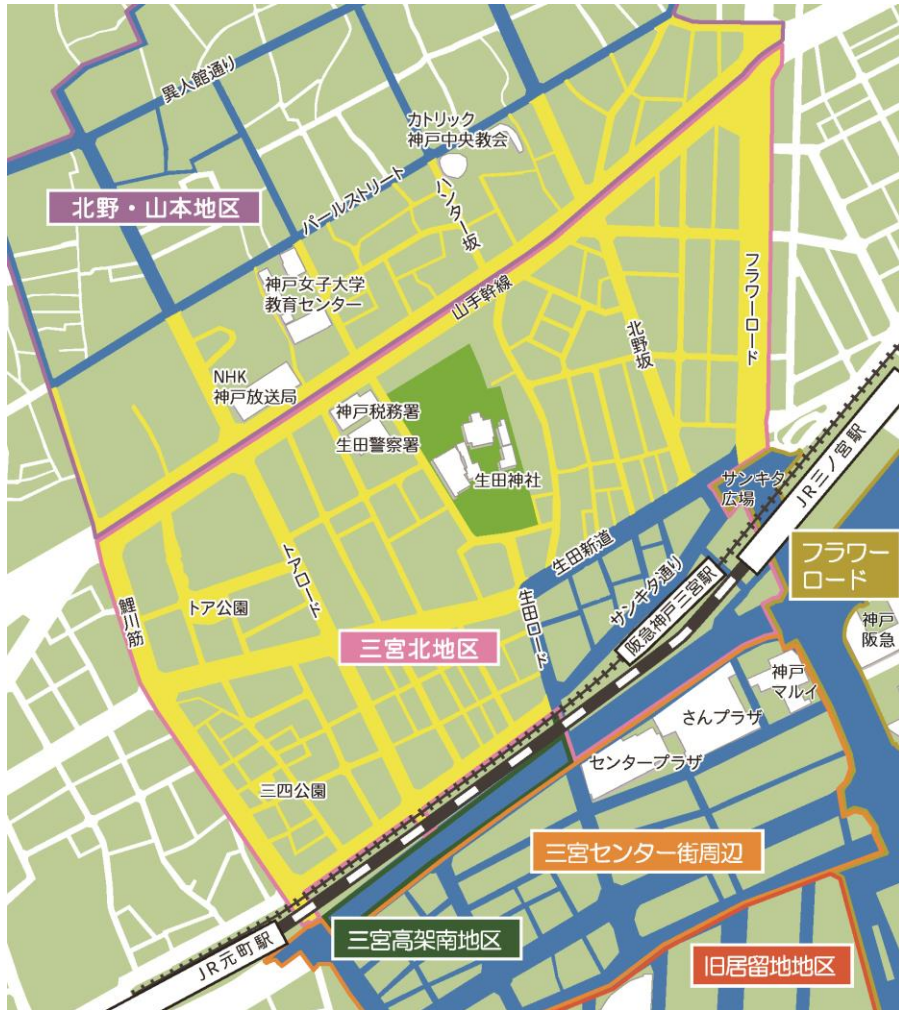 異人館通り
カトリック
神戸中央教会
パールストリート
ハンター坂
北野・山本地区
神戸女子大学
教育センター
山手幹線
フラワーロード
北野坂
NHK
神戸放送局
神戸税務署
生田警察署
生田神社
サンキタ
広場
JR三ノ宮駅
生田新道
トアロード
サンキタ通り
阪急神戸三宮駅
フラワー
ロード
鯉川筋
トア公園
生田ロード
三宮北地区
神戸
阪急
神戸
マルイ
さんプラザ
センタープラザ
三四公園
三宮センター街周辺
三宮高架南地区
JR元町駅
旧居留地地区